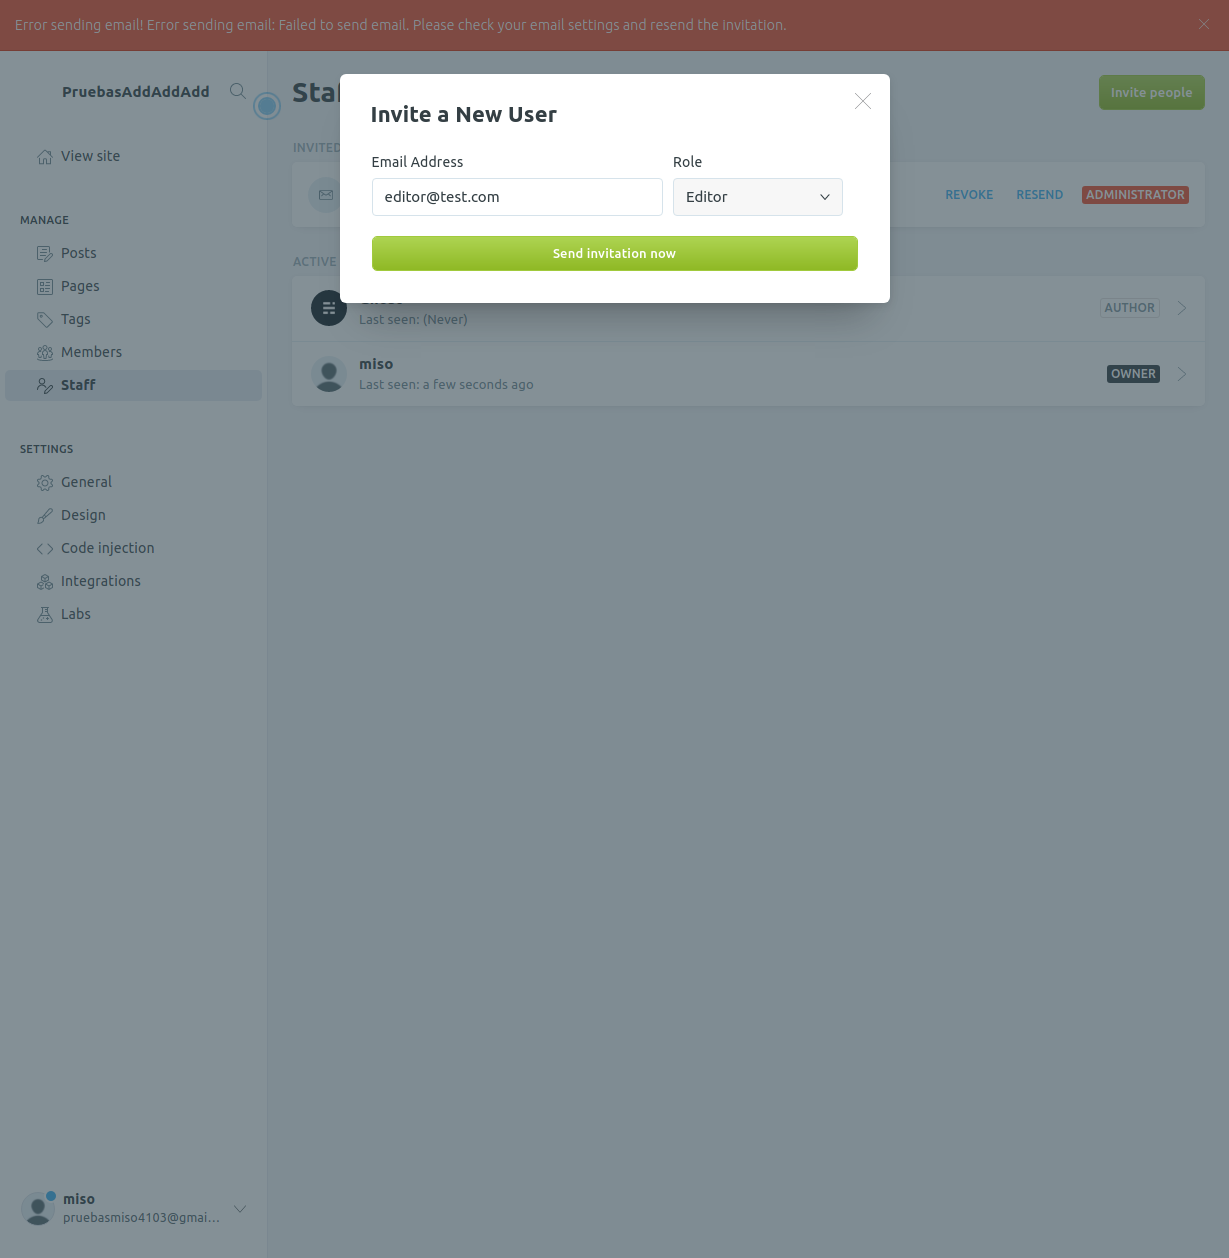 Error sending email! Error sending email: Failed to send email. Please check your email settings and resend the invitation.
PruebasAddAddAdd
View site
MANAGE
Posts
Pages
Tags
Members
Staff
SETTINGS
General
Design
Code injection
Integrations
Labs
miso
pruebasmiso4103@gmai...
Invite people
INVITED
REVOKE RESEND ADMINISTRATOR
ACTIVE
Last seen: (Never)
AUTHOR
miso
Last seen: a few seconds ago
OWNER
Invite a New User
Email Address Role
editor@test.com Editor
Send invitation now